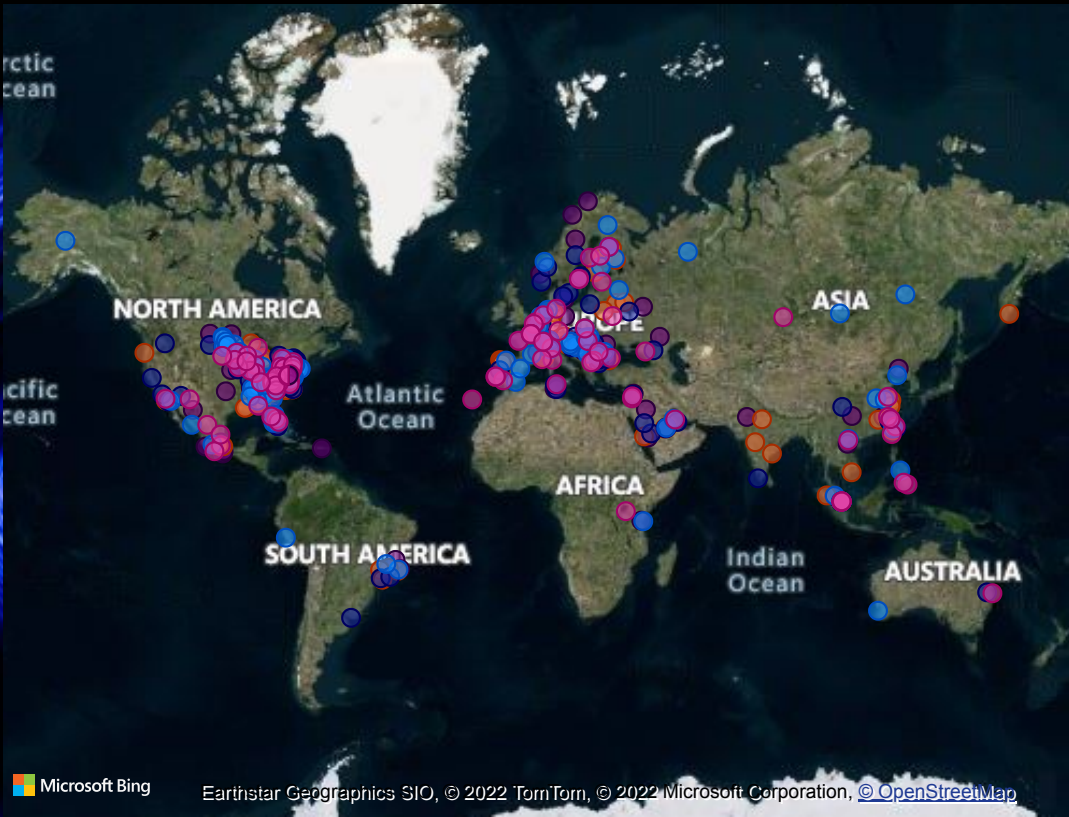 rctic
cean
NORTH AMERICA
ASIA
cific
cean
Atlantic
Ocean
AFRICA
SOUTH AMERICA
Indian
Ocean
AUSTRALIA
Microsoft Bing
Earthstar Geographics SIO, © 2022 TomTom, © 2022 Microsoft Corporation, © OpenStreetMap